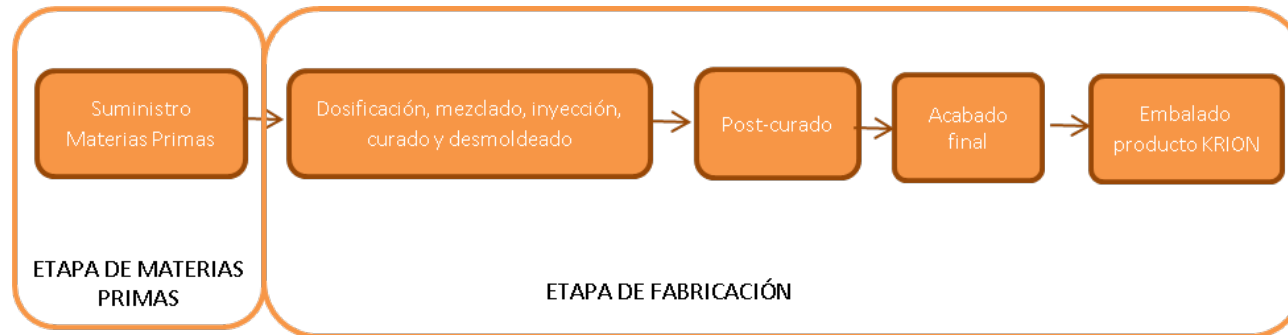 Suministro
Materias Primas
Dosificación, mezclado, inyección,
curado y desmoldeado
Post-curado
Acabado
final
Embalado
producto KRION
ETAPA DE MATERIAS
PRIMAS
ETAPA DE FABRICACIÓN